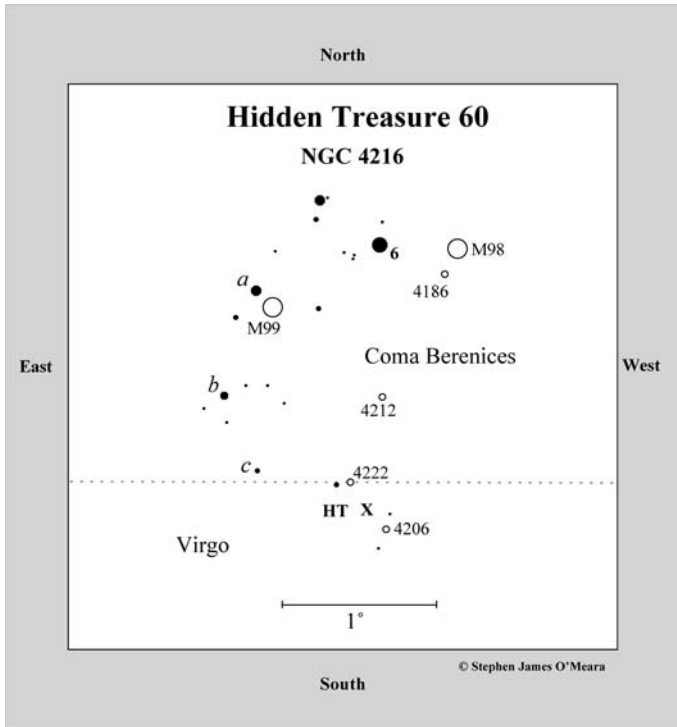 North
Hidden Treasure 60
NGC 4216
6
M98
4186
a
M99
Coma Berenices
East
West
b
4212
c
4222
HT X
4206
Virgo
1°
© Stephen James O'Meara
South